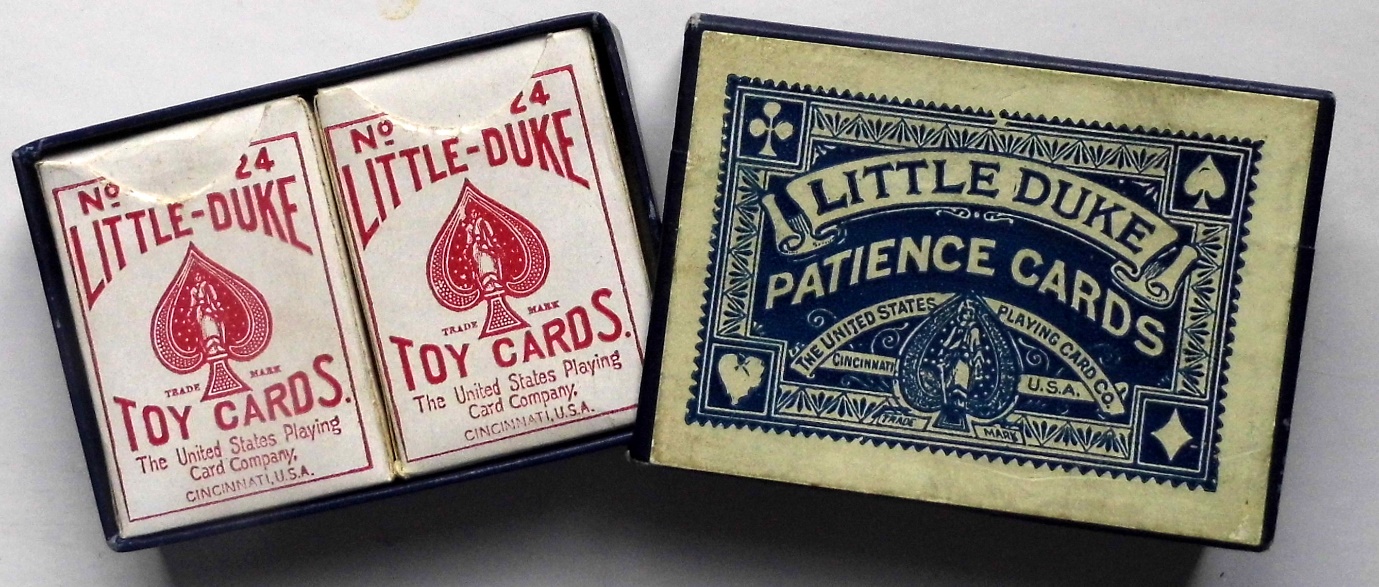 Nº 24
LITTLE-DUKE
TRADE MARK
TOY CARDS.
The United States Playing
Card Company,
CINCINNATI, U.S.A.
Nº 24
LITTLE-DUKE
TRADE MARK
TOY CARDS.
The United States Playing
Card Company,
CINCINNATI, U.S.A.
LITTLE DUKE
PATIENCE CARDS
THE UNITED STATES PLAYING CARD CO.
CINCINNATI U.S.A.
TRADE MARK